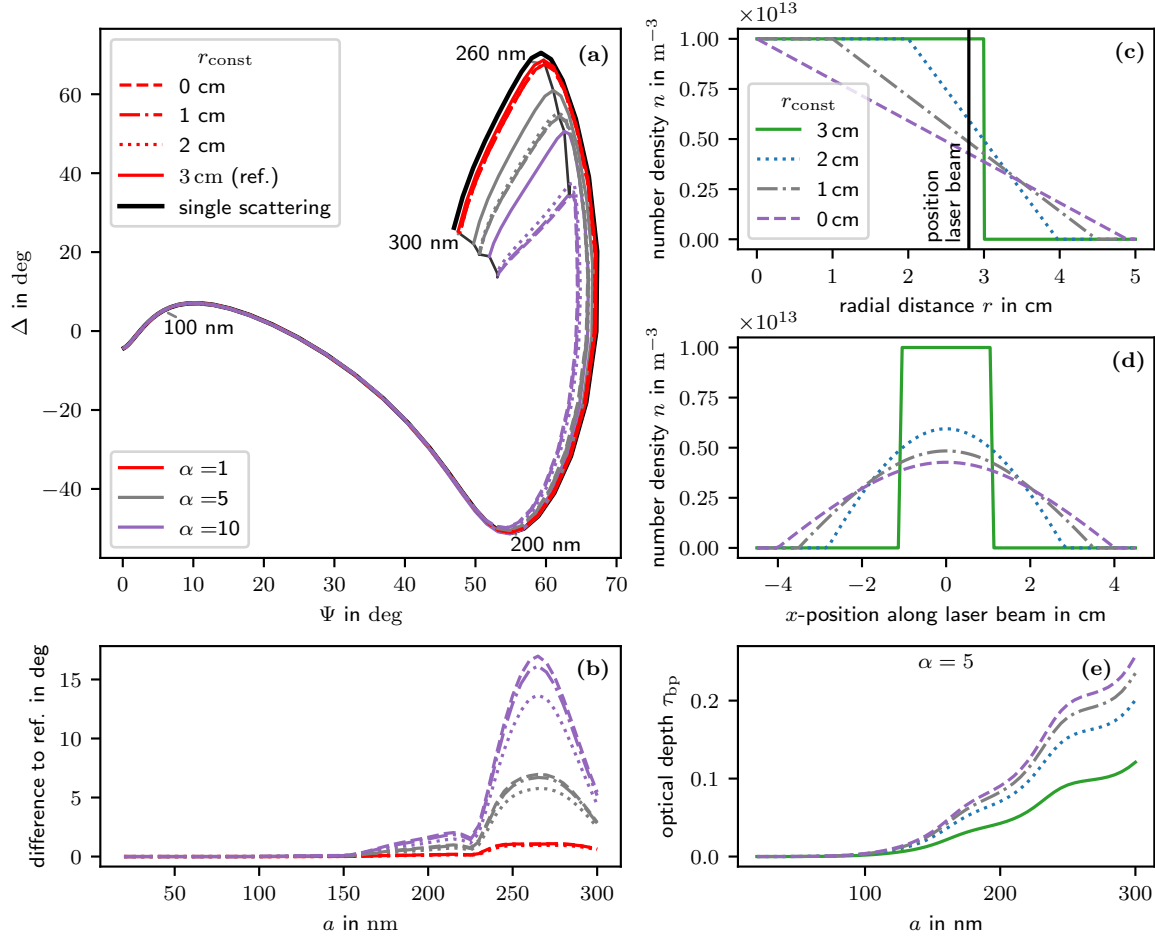 (a)
r_const
0 cm
1 cm
2 cm
3 cm (ref.)
single scattering
260 nm
300 nm
100 nm
200 nm
α =1
α =5
α =10
60
40
20
0
−20
−40
Δ in deg
0 10 20 30 40 50 60 70
Ψ in deg
(c)
×10¹³
1.00
0.75
0.50
0.25
0.00
number density n in m⁻³
r_const
3 cm
2 cm
1 cm
0 cm
position
laser beam
0 1 2 3 4 5
radial distance r in cm
(d)
×10¹³
1.00
0.75
0.50
0.25
0.00
number density n in m⁻³
−4 −2 0 2 4
x-position along laser beam in cm
(b)
15
10
5
0
difference to ref. in deg
50 100 150 200 250 300
a in nm
(e)
α = 5
0.2
0.1
0.0
optical depth τ_bp
100 200 300
a in nm